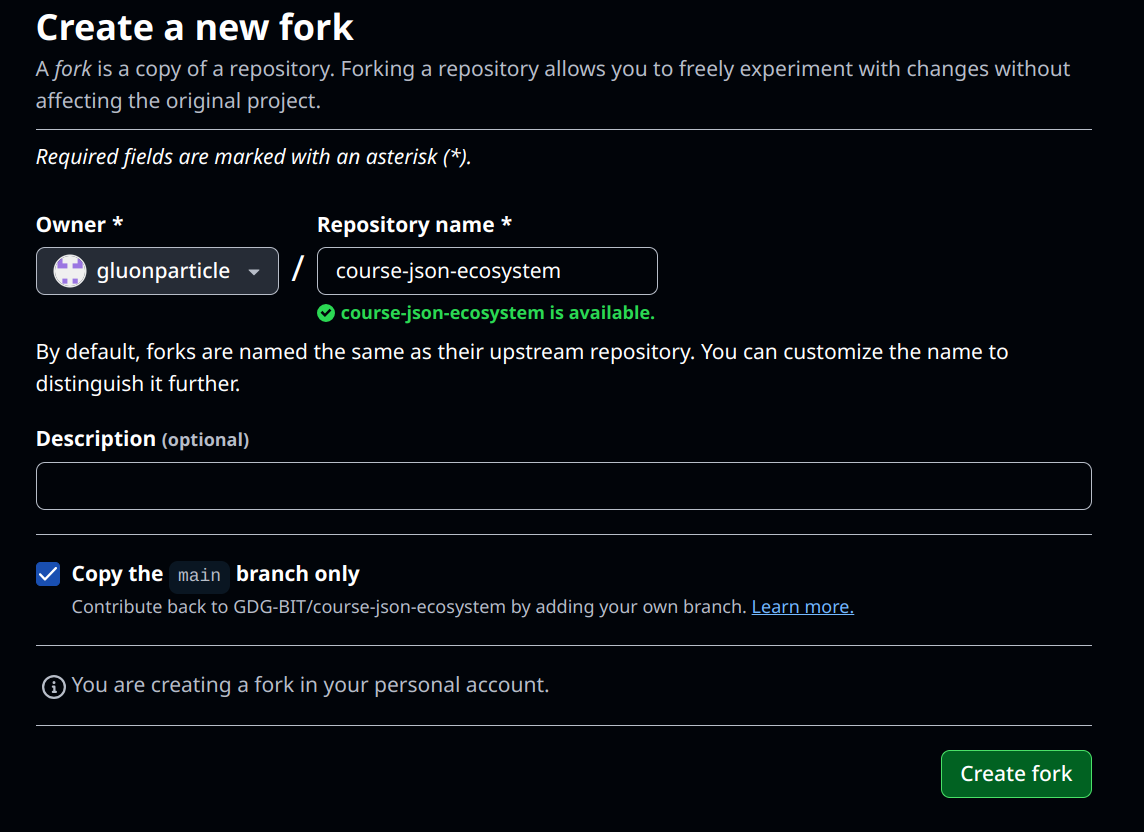 Create a new fork
A fork is a copy of a repository. Forking a repository allows you to freely experiment with changes without
affecting the original project.
Required fields are marked with an asterisk (*).
Owner * Repository name *
gluonparticle / course-json-ecosystem
course-json-ecosystem is available.
By default, forks are named the same as their upstream repository. You can customize the name to
distinguish it further.
Description (optional)
Copy the main branch only
Contribute back to GDG-BIT/course-json-ecosystem by adding your own branch. Learn more.
You are creating a fork in your personal account.
Create fork